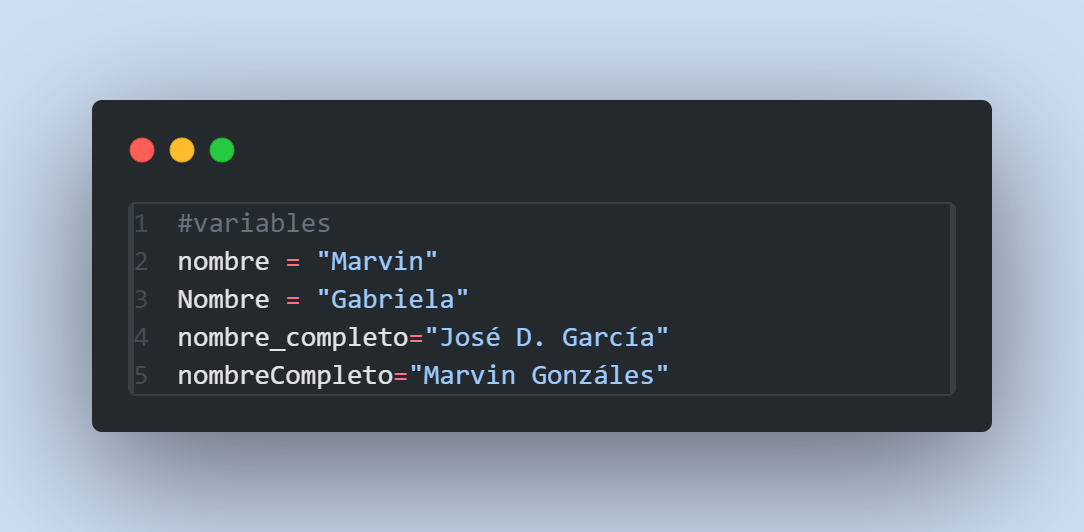 1 #variables
2 nombre = "Marvin"
3 Nombre = "Gabriela"
4 nombre_completo="José D. García"
5 nombreCompleto="Marvin Gonzáles"